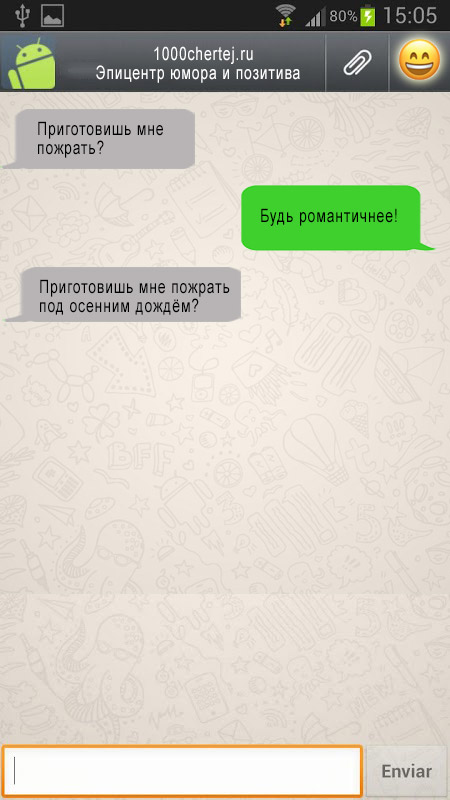 80% 15:05
1000chertej.ru
Эпицентр юмора и позитива
Приготовишь мне
пожрать?
Будь романтичнее!
Приготовишь мне пожрать
под осенним дождём?
BFF
Enviar